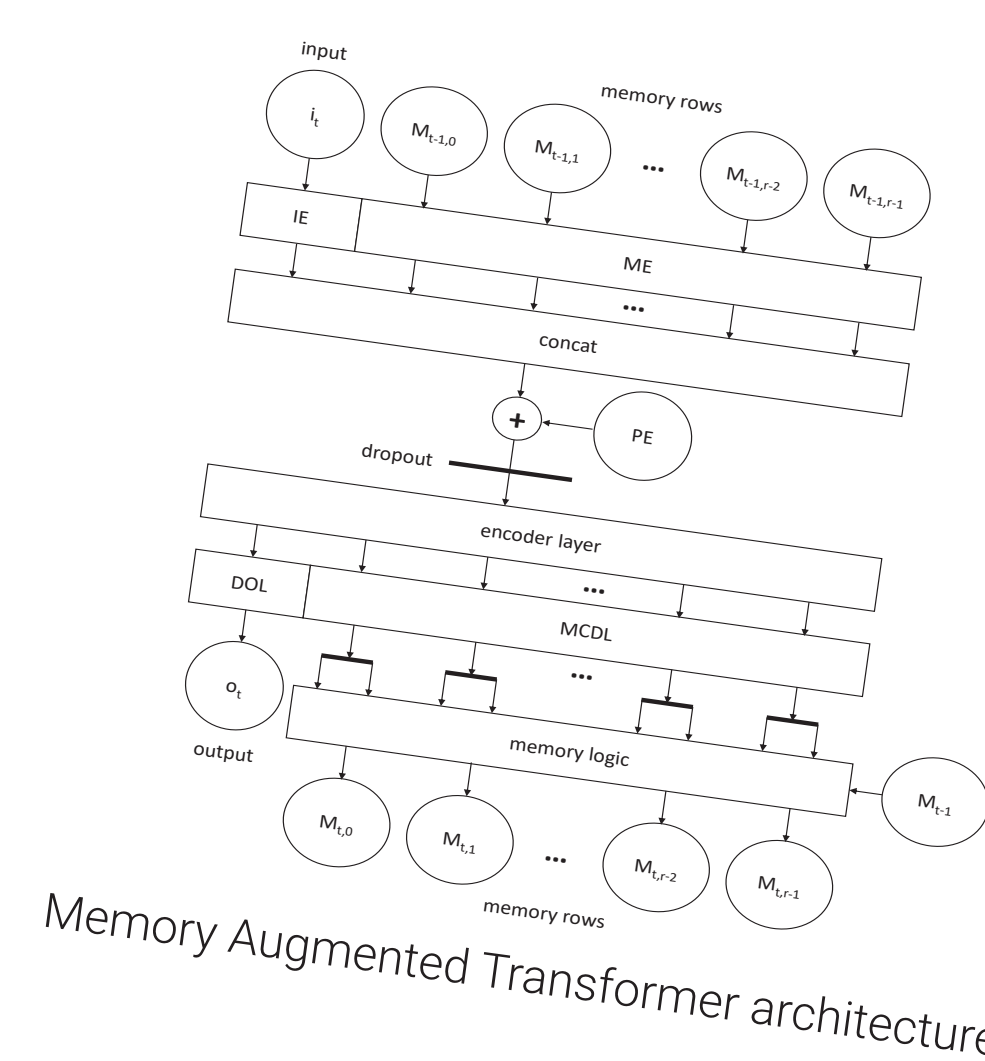 input
memory rows
i_t
M_t-1,0
M_t-1,1
...
M_t-1,r-2
M_t-1,r-1
IE
ME
...
concat
+
PE
dropout
encoder layer
...
DOL
MCDL
...
o_t
output
memory logic
M_t-1
M_t,0
M_t,1
...
M_t,r-2
M_t,r-1
memory rows
Memory Augmented Transformer architecture